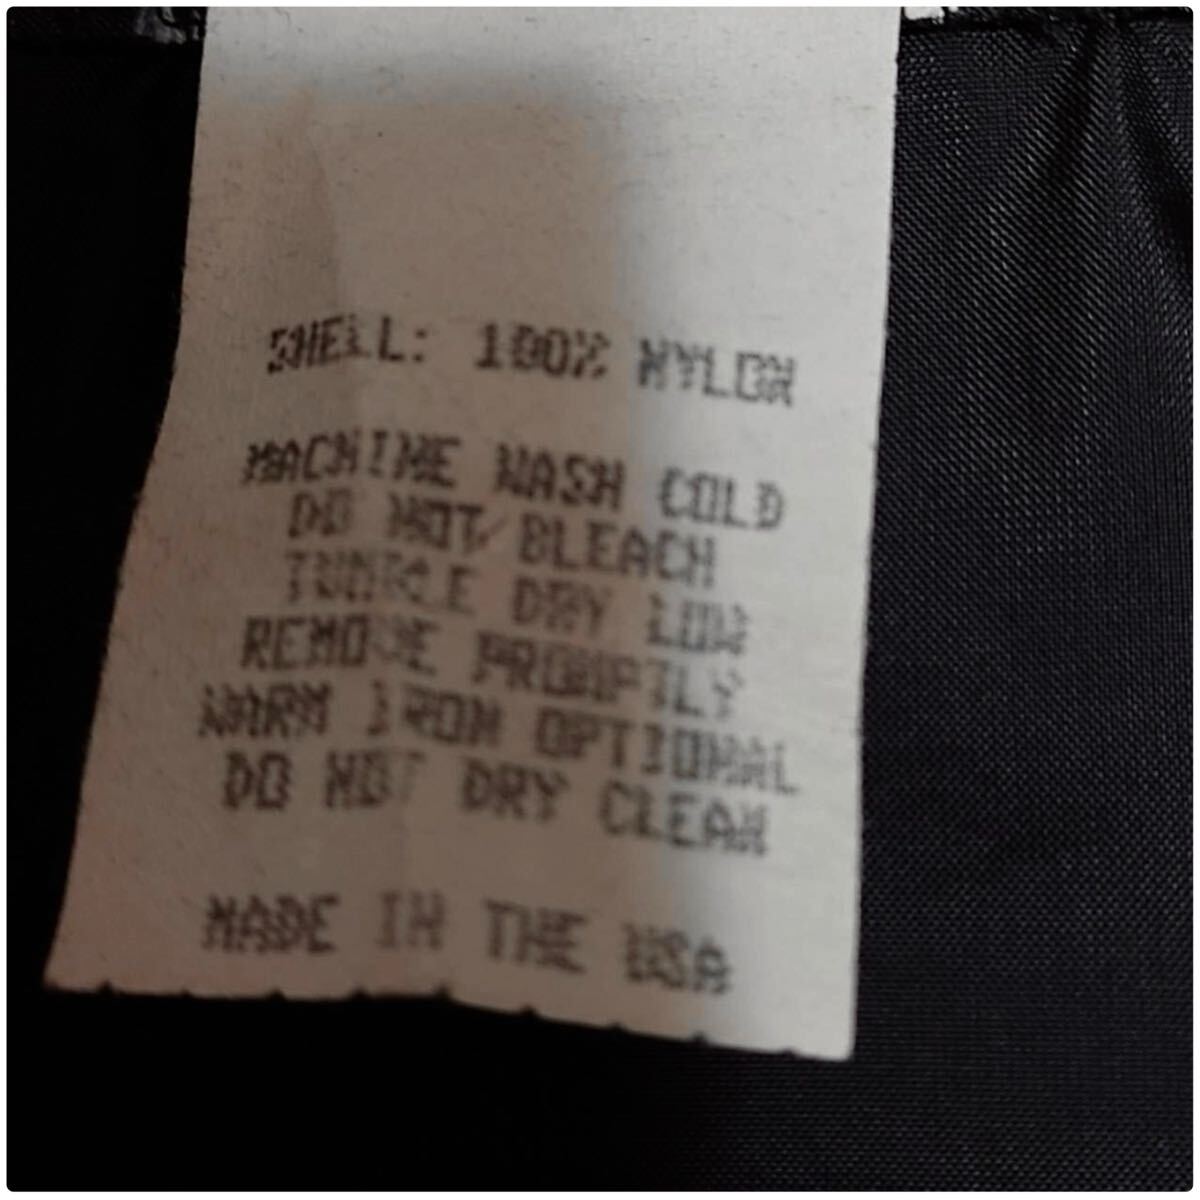 SHELL: 100% NYLON
MACHINE WASH COLD
DO NOT BLEACH
TUMBLE DRY LOW
REMOVE PROMPTLY
WARM IRON OPTIONAL
DO NOT DRY CLEAN
MADE IN THE USA